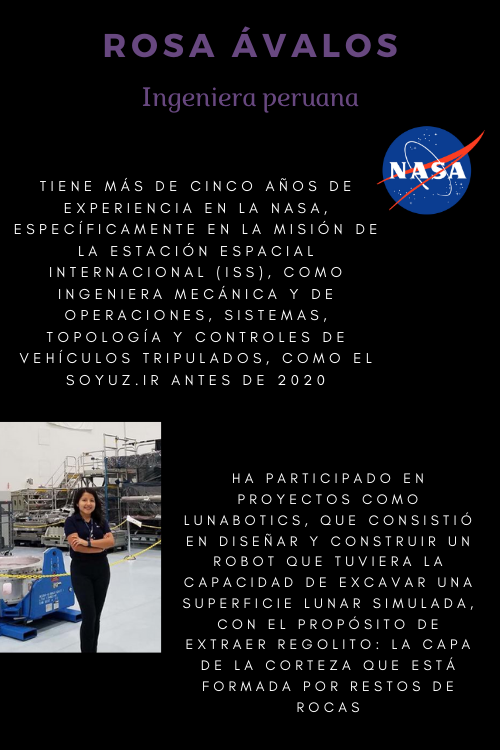 ROSA ÁVALOS
Ingeniera peruana
NASA
TIENE MÁS DE CINCO AÑOS DE
EXPERIENCIA EN LA NASA,
ESPECÍFICAMENTE EN LA MISIÓN DE
LA ESTACIÓN ESPACIAL
INTERNACIONAL (ISS), COMO
INGENIERA MECÁNICA Y DE
OPERACIONES, SISTEMAS,
TOPOLOGÍA Y CONTROLES DE
VEHÍCULOS TRIPULADOS, COMO EL
SOYUZ.IR ANTES DE 2020
HA PARTICIPADO EN
PROYECTOS COMO
LUNABOTICS, QUE CONSISTIÓ
EN DISEÑAR Y CONSTRUIR UN
ROBOT QUE TUVIERA LA
CAPACIDAD DE EXCAVAR UNA
SUPERFICIE LUNAR SIMULADA,
CON EL PROPÓSITO DE
EXTRAER REGOLITO: LA CAPA
DE LA CORTEZA QUE ESTÁ
FORMADA POR RESTOS DE
ROCAS